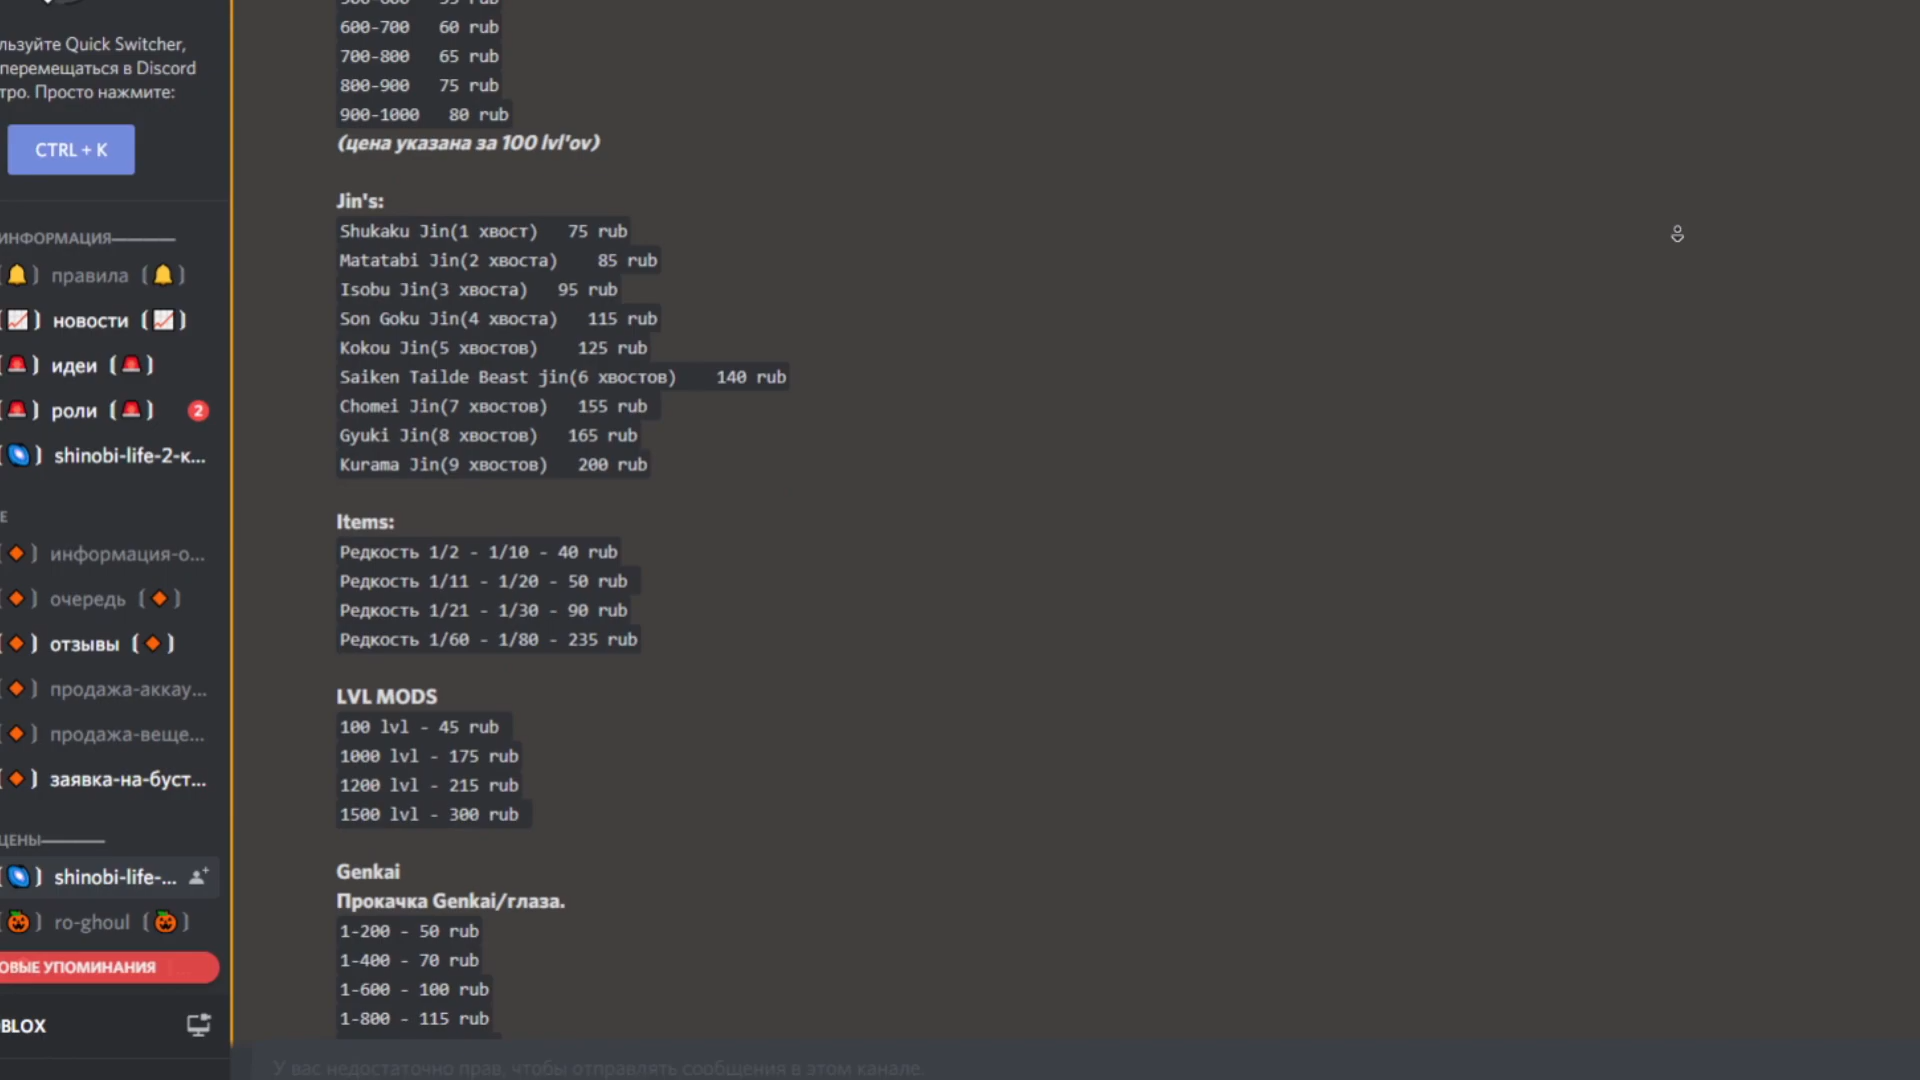 льзуйте Quick Switcher,
перемещаться в Discord
тро. Просто нажмите:
CTRL + K
ИНФОРМАЦИЯ
правила
новости
идеи
роли 2
shinobi-life-2-к...
Е
информация-о...
очередь
отзывы
продажа-аккау...
продажа-веще...
заявка-на-буст...
ЦЕНЫ
shinobi-life-...
ro-ghoul
ОВЫЕ УПОМИНАНИЯ
BLOX
600-700 60 rub
700-800 65 rub
800-900 75 rub
900-1000 80 rub
(цена указана за 100 lvl'ov)
Jin's:
Shukaku Jin(1 хвост) 75 rub
Matatabi Jin(2 хвоста) 85 rub
Isobu Jin(3 хвоста) 95 rub
Son Goku Jin(4 хвоста) 115 rub
Kokou Jin(5 хвостов) 125 rub
Saiken Tailde Beast jin(6 хвостов) 140 rub
Chomei Jin(7 хвостов) 155 rub
Gyuki Jin(8 хвостов) 165 rub
Kurama Jin(9 хвостов) 200 rub
Items:
Редкость 1/2 - 1/10 - 40 rub
Редкость 1/11 - 1/20 - 50 rub
Редкость 1/21 - 1/30 - 90 rub
Редкость 1/60 - 1/80 - 235 rub
LVL MODS
100 lvl - 45 rub
1000 lvl - 175 rub
1200 lvl - 215 rub
1500 lvl - 300 rub
Genkai
Прокачка Genkai/глаза.
1-200 - 50 rub
1-400 - 70 rub
1-600 - 100 rub
1-800 - 115 rub
У вас недостаточно прав, чтобы отправлять сообщения в этом канале.